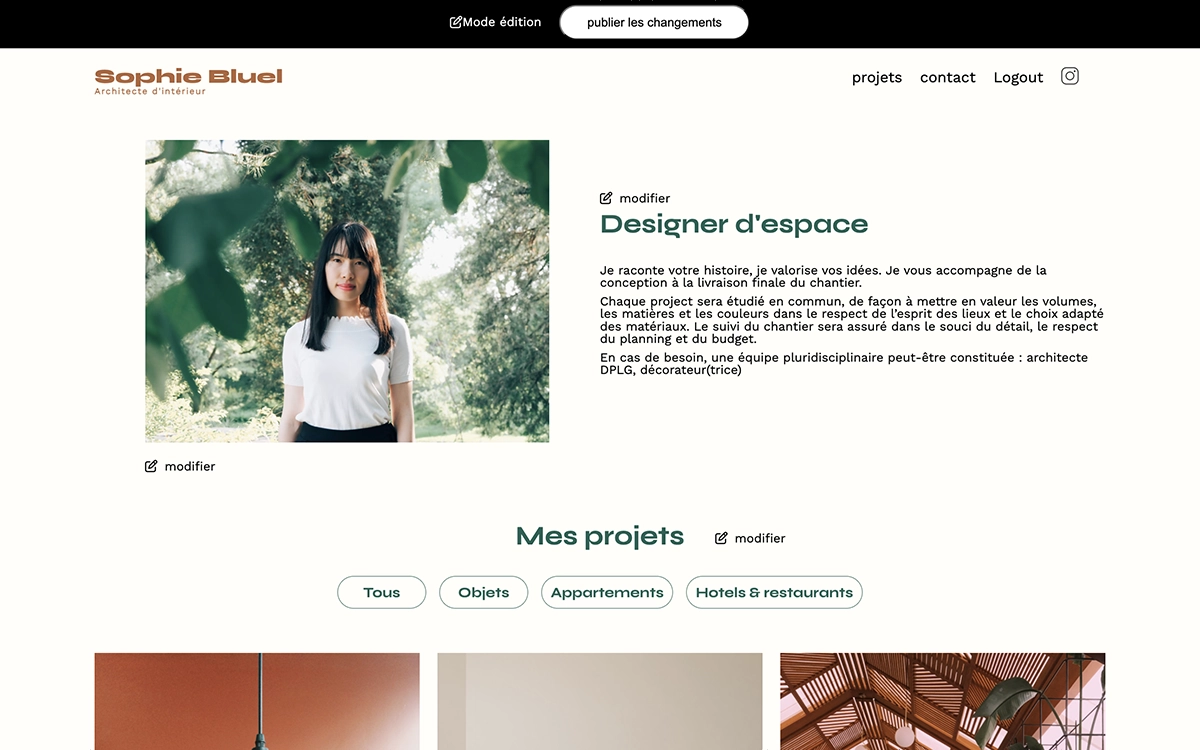 Mode édition
publier les changements
Sophie Bluel
Architecte d'intérieur
projets
contact
Logout
modifier
Designer d'espace
Je raconte votre histoire, je valorise vos idées. Je vous accompagne de la
conception à la livraison finale du chantier.
Chaque project sera étudié en commun, de façon à mettre en valeur les volumes,
les matières et les couleurs dans le respect de l'esprit des lieux et le choix adapté
des matériaux. Le suivi du chantier sera assuré dans le souci du détail, le respect
du planning et du budget.
En cas de besoin, une équipe pluridisciplinaire peut-être constituée : architecte
DPLG, décorateur(trice)
modifier
Mes projets
modifier
Tous
Objets
Appartements
Hotels & restaurants